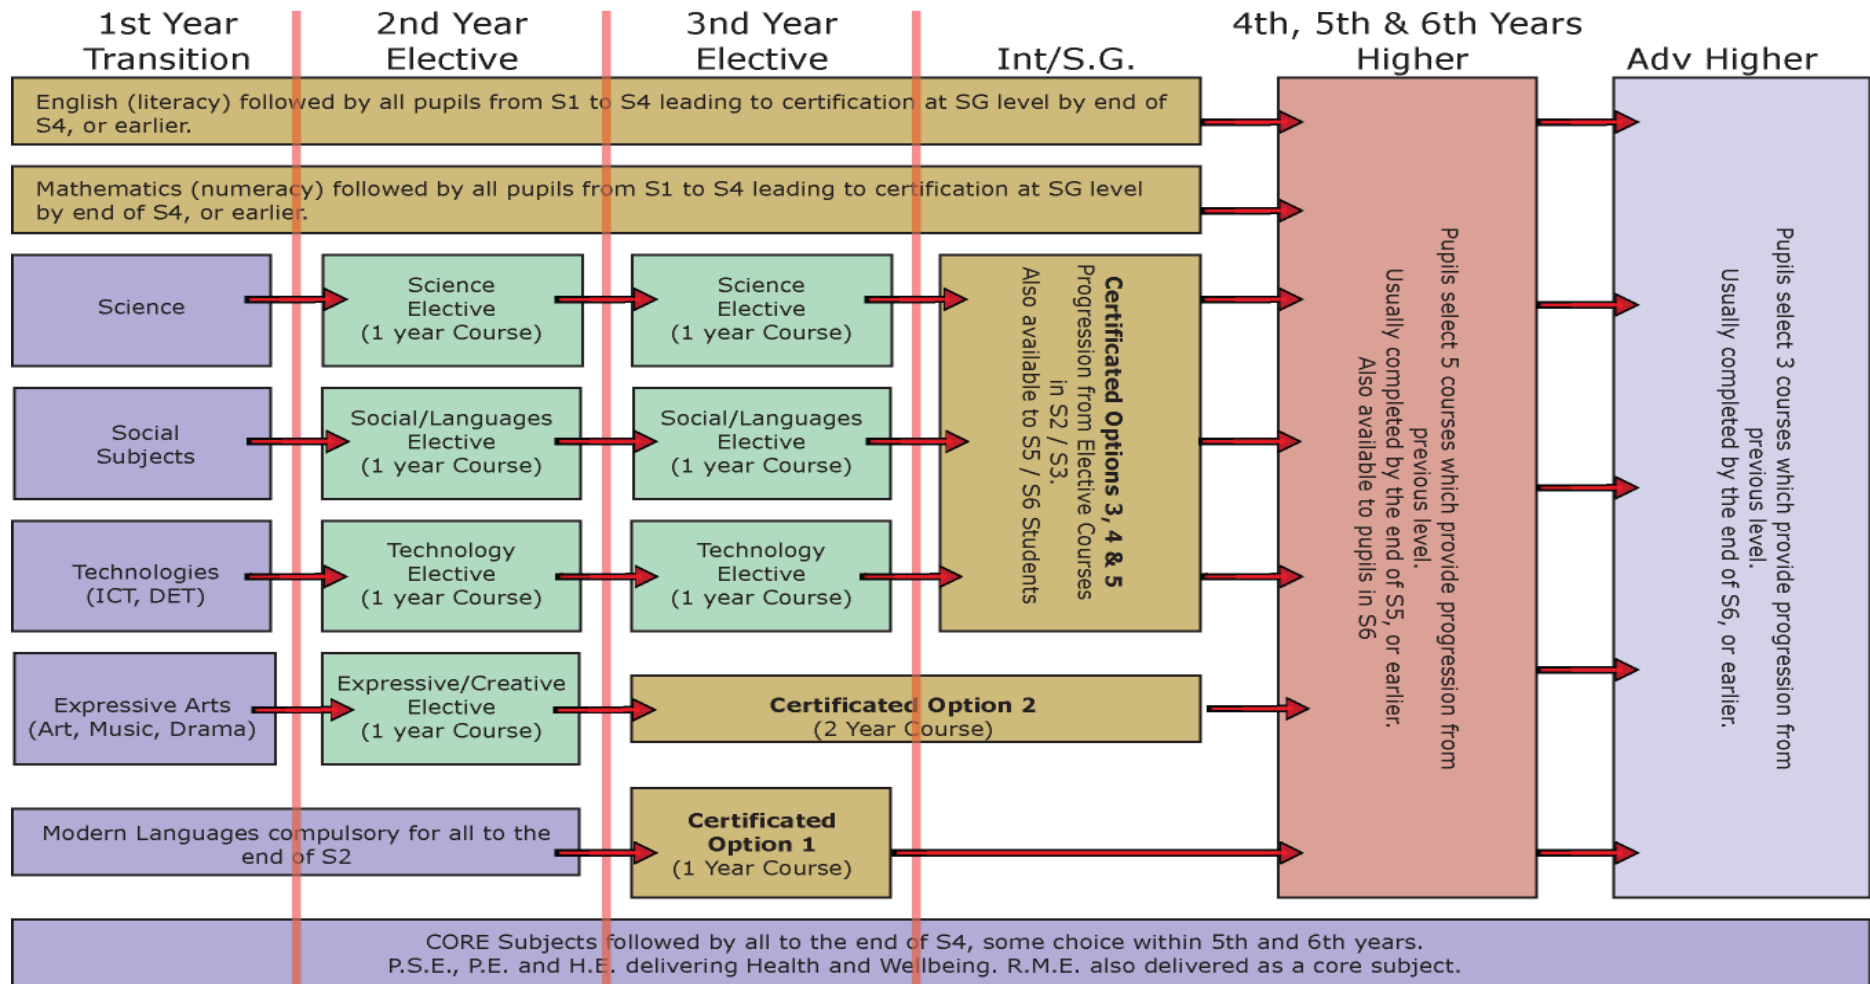 1st Year
Transition
2nd Year
Elective
3nd Year
Elective
Int/S.G.
4th, 5th & 6th Years
Higher
Adv Higher
English (literacy) followed by all pupils from S1 to S4 leading to certification at SG level by end of
S4, or earlier.
Mathematics (numeracy) followed by all pupils from S1 to S4 leading to certification at SG level
by end of S4, or earlier.
Science
Science
Elective
(1 year Course)
Science
Elective
(1 year Course)
Social
Subjects
Social/Languages
Elective
(1 year Course)
Social/Languages
Elective
(1 year Course)
Technologies
(ICT, DET)
Technology
Elective
(1 year Course)
Technology
Elective
(1 year Course)
Certificated Options 3, 4 & 5
Progression from Elective Courses
in S2 / S3.
Also available to S5 / S6 Students
Expressive Arts
(Art, Music, Drama)
Expressive/Creative
Elective
(1 year Course)
Certificated Option 2
(2 Year Course)
Modern Languages compulsory for all to the
end of S2
Certificated
Option 1
(1 Year Course)
Pupils select 5 courses which provide progression from
previous level.
Usually completed by the end of S5, or earlier.
Also available to pupils in S6
Pupils select 3 courses which provide progression from
previous level.
Usually completed by the end of S6, or earlier.
CORE Subjects followed by all to the end of S4, some choice within 5th and 6th years.
P.S.E., P.E. and H.E. delivering Health and Wellbeing. R.M.E. also delivered as a core subject.